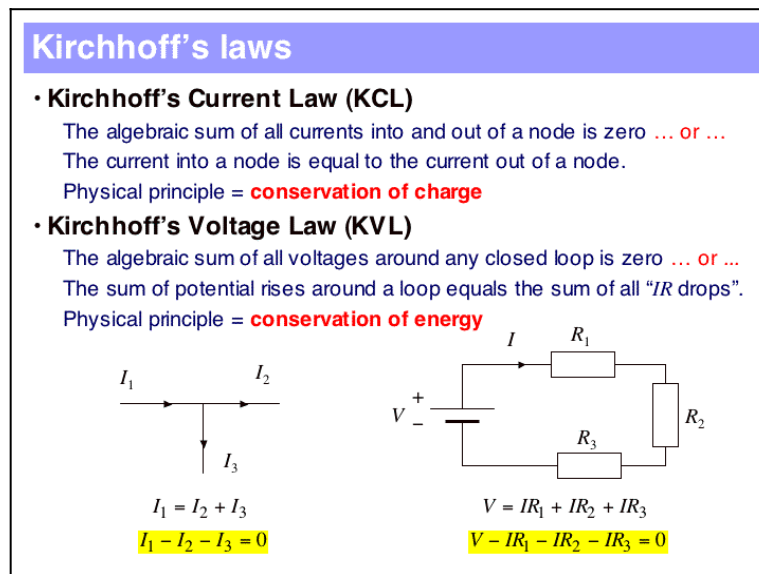 Kirchhoff's laws
• Kirchhoff's Current Law (KCL)
The algebraic sum of all currents into and out of a node is zero … or …
The current into a node is equal to the current out of a node.
Physical principle = conservation of charge
• Kirchhoff's Voltage Law (KVL)
The algebraic sum of all voltages around any closed loop is zero … or ...
The sum of potential rises around a loop equals the sum of all “IR drops”.
Physical principle = conservation of energy
I₁
I₂
I₃
I₁ = I₂ + I₃
I₁ − I₂ − I₃ = 0
I
R₁
+
V
−
R₂
R₃
V = IR₁ + IR₂ + IR₃
V − IR₁ − IR₂ − IR₃ = 0